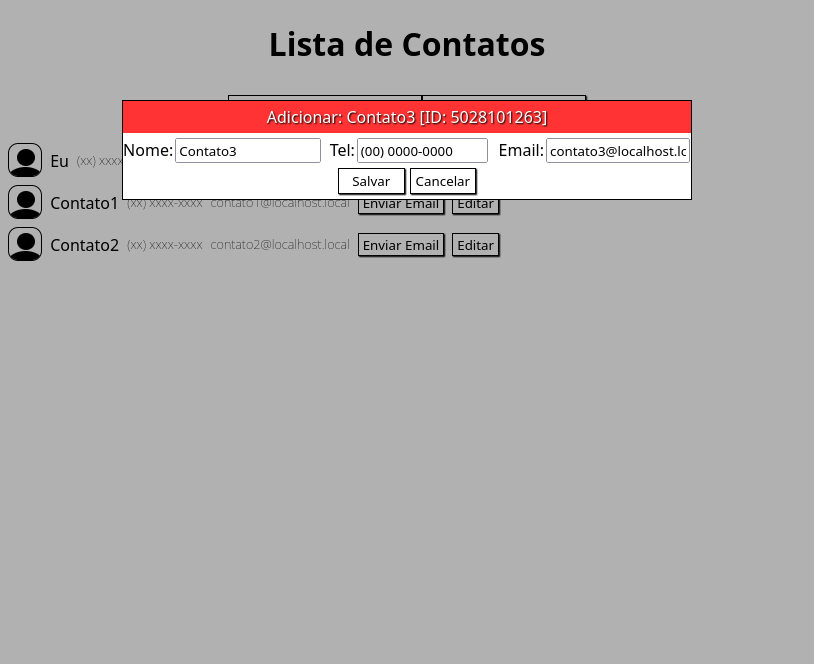 Lista de Contatos
Adicionar: Contato3 [ID: 5028101263]
Nome: Contato3 Tel: (00) 0000-0000 Email: contato3@localhost.lc
Eu (xx) xxxx
Salvar Cancelar
Contato1 (xx) xxxx-xxxx contato1@localhost.local Enviar Email Editar
Contato2 (xx) xxxx-xxxx contato2@localhost.local Enviar Email Editar